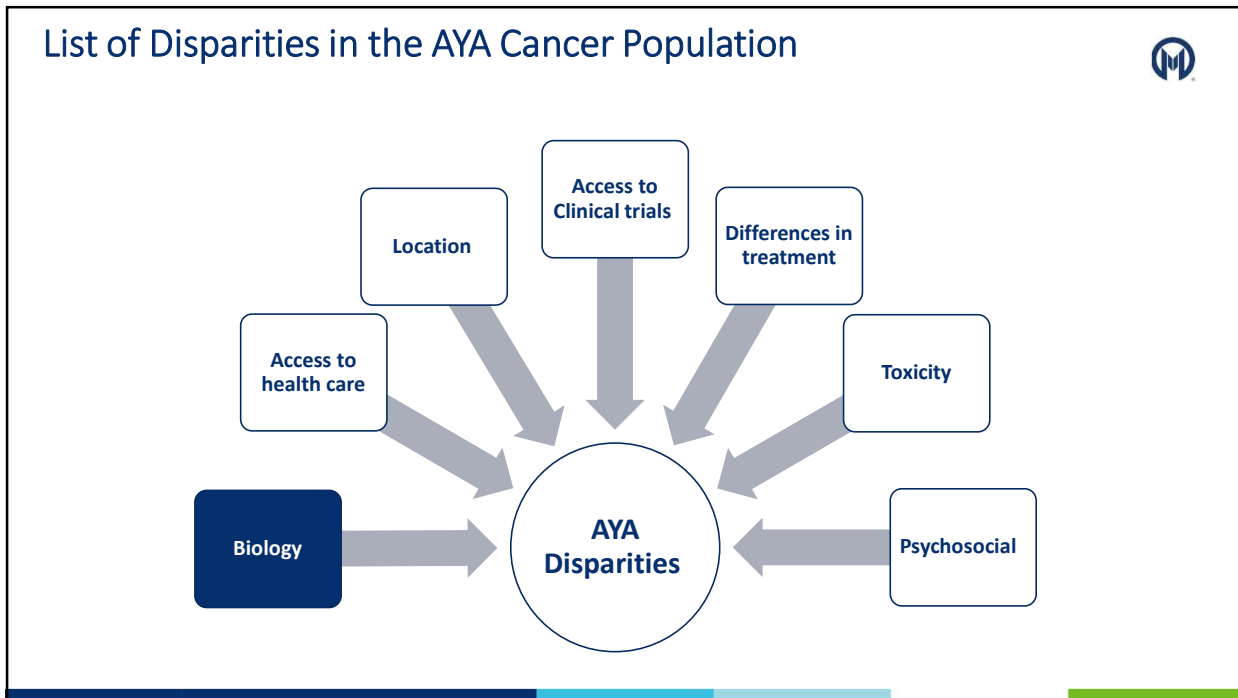 List of Disparities in the AYA Cancer Population
Access to
Clinical trials
Location
Differences in
treatment
Access to
health care
Toxicity
Biology
AYA
Disparities
Psychosocial